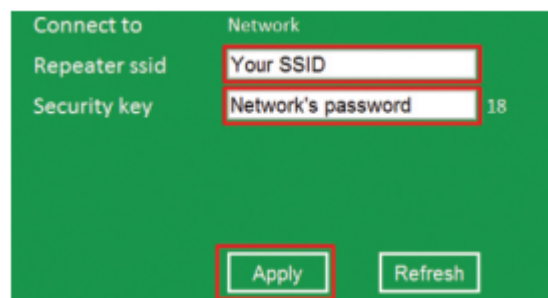 Connect to Network
Repeater ssid Your SSID
Security key Network's password 18
Apply Refresh